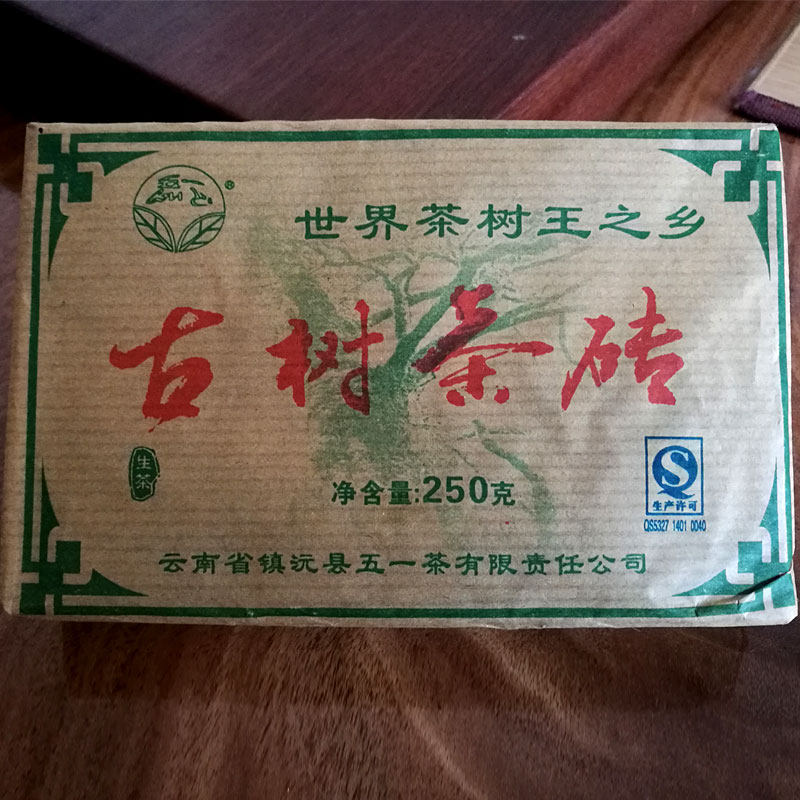 ®
世界茶树王之乡
古树茶砖
生茶
净含量:250克
S
生产许可
QS5327 1401 0040
云南省镇沅县五一茶有限责任公司